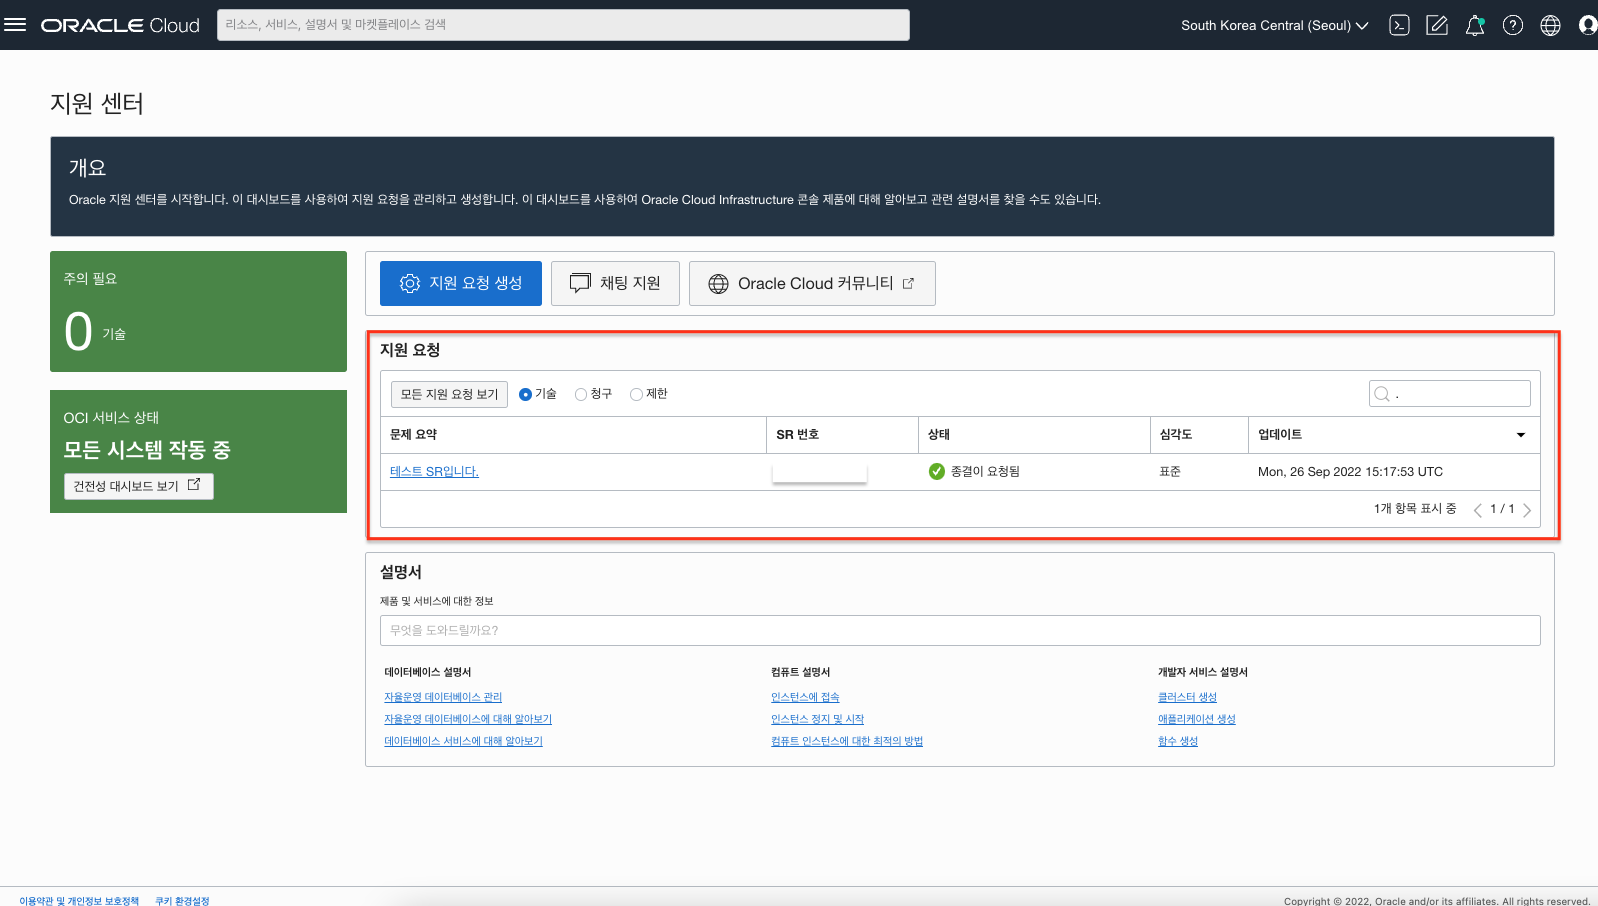 ORACLE Cloud
리소스, 서비스, 설명서 및 마켓플레이스 검색
South Korea Central (Seoul)
지원 센터
개요
Oracle 지원 센터를 시작합니다. 이 대시보드를 사용하여 지원 요청을 관리하고 생성합니다. 이 대시보드를 사용하여 Oracle Cloud Infrastructure 콘솔 제품에 대해 알아보고 관련 설명서를 찾을 수도 있습니다.
주의 필요
0 기술
OCI 서비스 상태
모든 시스템 작동 중
건전성 대시보드 보기
지원 요청 생성
채팅 지원
Oracle Cloud 커뮤니티
지원 요청
모든 지원 요청 보기 기술 청구 제한
.
문제 요약 SR 번호 상태 심각도 업데이트
테스트 SR입니다. 종결이 요청됨 표준 Mon, 26 Sep 2022 15:17:53 UTC
1개 항목 표시 중 1 / 1
설명서
제품 및 서비스에 대한 정보
무엇을 도와드릴까요?
데이터베이스 설명서
자율운영 데이터베이스 관리
자율운영 데이터베이스에 대해 알아보기
데이터베이스 서비스에 대해 알아보기
컴퓨트 설명서
인스턴스에 접속
인스턴스 정지 및 시작
컴퓨트 인스턴스에 대한 최적의 방법
개발자 서비스 설명서
클러스터 생성
애플리케이션 생성
함수 생성
이용약관 및 개인정보 보호정책 쿠키 환경설정
Copyright © 2022, Oracle and/or its affiliates. All rights reserved.